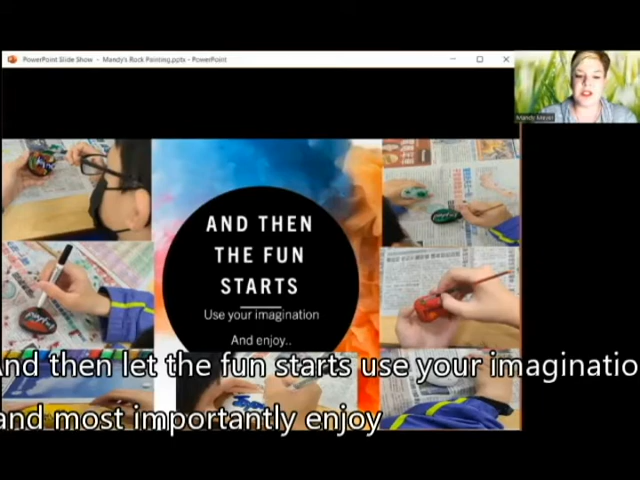 PowerPoint Slide Show - Mandy's Rock Painting.pptx - PowerPoint
AND THEN
THE FUN
STARTS
Use your imagination
And enjoy..
And then let the fun starts use your imaginatio
and most importantly enjoy